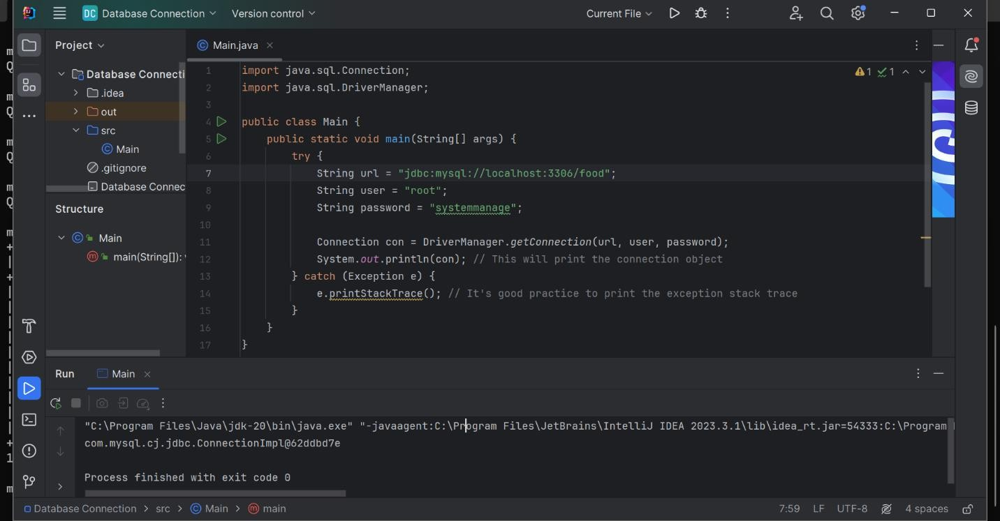 DC Database Connection Version control Current File
Project
Main.java
Database Connecti
.idea
out
src
Main
.gitignore
Database Connec
Structure
Main
main(String[]):
1 import java.sql.Connection;
2 import java.sql.DriverManager;
3
4 public class Main {
5 public static void main(String[] args) {
6 try {
7 String url = "jdbc:mysql://localhost:3306/food";
8 String user = "root";
9 String password = "systemmanage";
10
11 Connection con = DriverManager.getConnection(url, user, password);
12 System.out.println(con); // This will print the connection object
13 } catch (Exception e) {
14 e.printStackTrace(); // It's good practice to print the exception stack trace
15 }
16 }
17 }
1 1
Run Main
"C:\Program Files\Java\jdk-20\bin\java.exe" "-javaagent:C:\Program Files\JetBrains\IntelliJ IDEA 2023.3.1\lib\idea_rt.jar=54333:C:\Program
com.mysql.cj.jdbc.ConnectionImpl@62ddbd7e
Process finished with exit code 0
Database Connection > src > Main > main 7:59 LF UTF-8 4 spaces